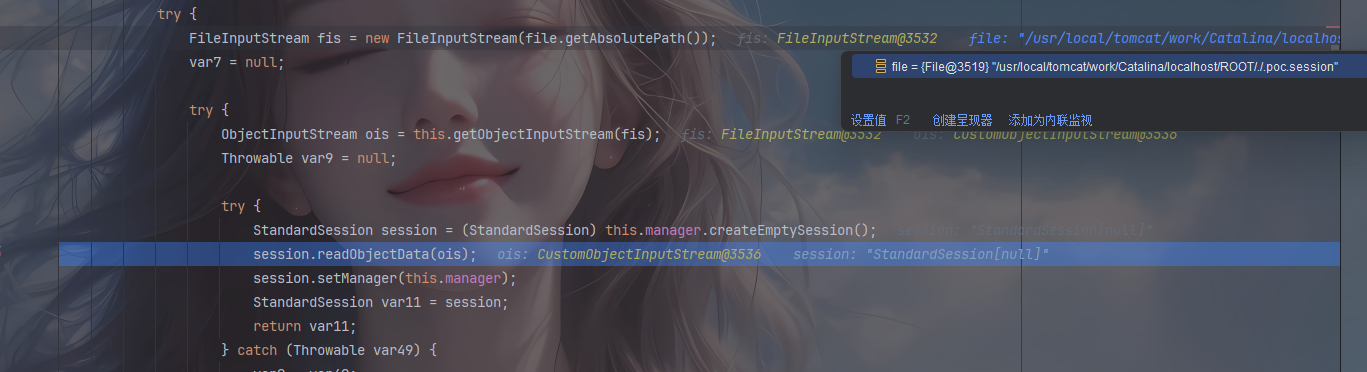 try {
FileInputStream fis = new FileInputStream(file.getAbsolutePath()); fis: FileInputStream@3532 file: "/usr/local/tomcat/work/Catalina/localhos
var7 = null;
file = {File@3519} "/usr/local/tomcat/work/Catalina/localhost/ROOT/./.poc.session"
try {
设置值 F2 创建呈现器 添加为内联监视
ObjectInputStream ois = this.getObjectInputStream(fis); fis: FileInputStream@3532 ois: CustomObjectInputStream@3536
Throwable var9 = null;
try {
StandardSession session = (StandardSession) this.manager.createEmptySession(); session: "StandardSession[null]"
session.readObjectData(ois); ois: CustomObjectInputStream@3536 session: "StandardSession[null]"
session.setManager(this.manager);
StandardSession var11 = session;
return var11;
} catch (Throwable var49) {